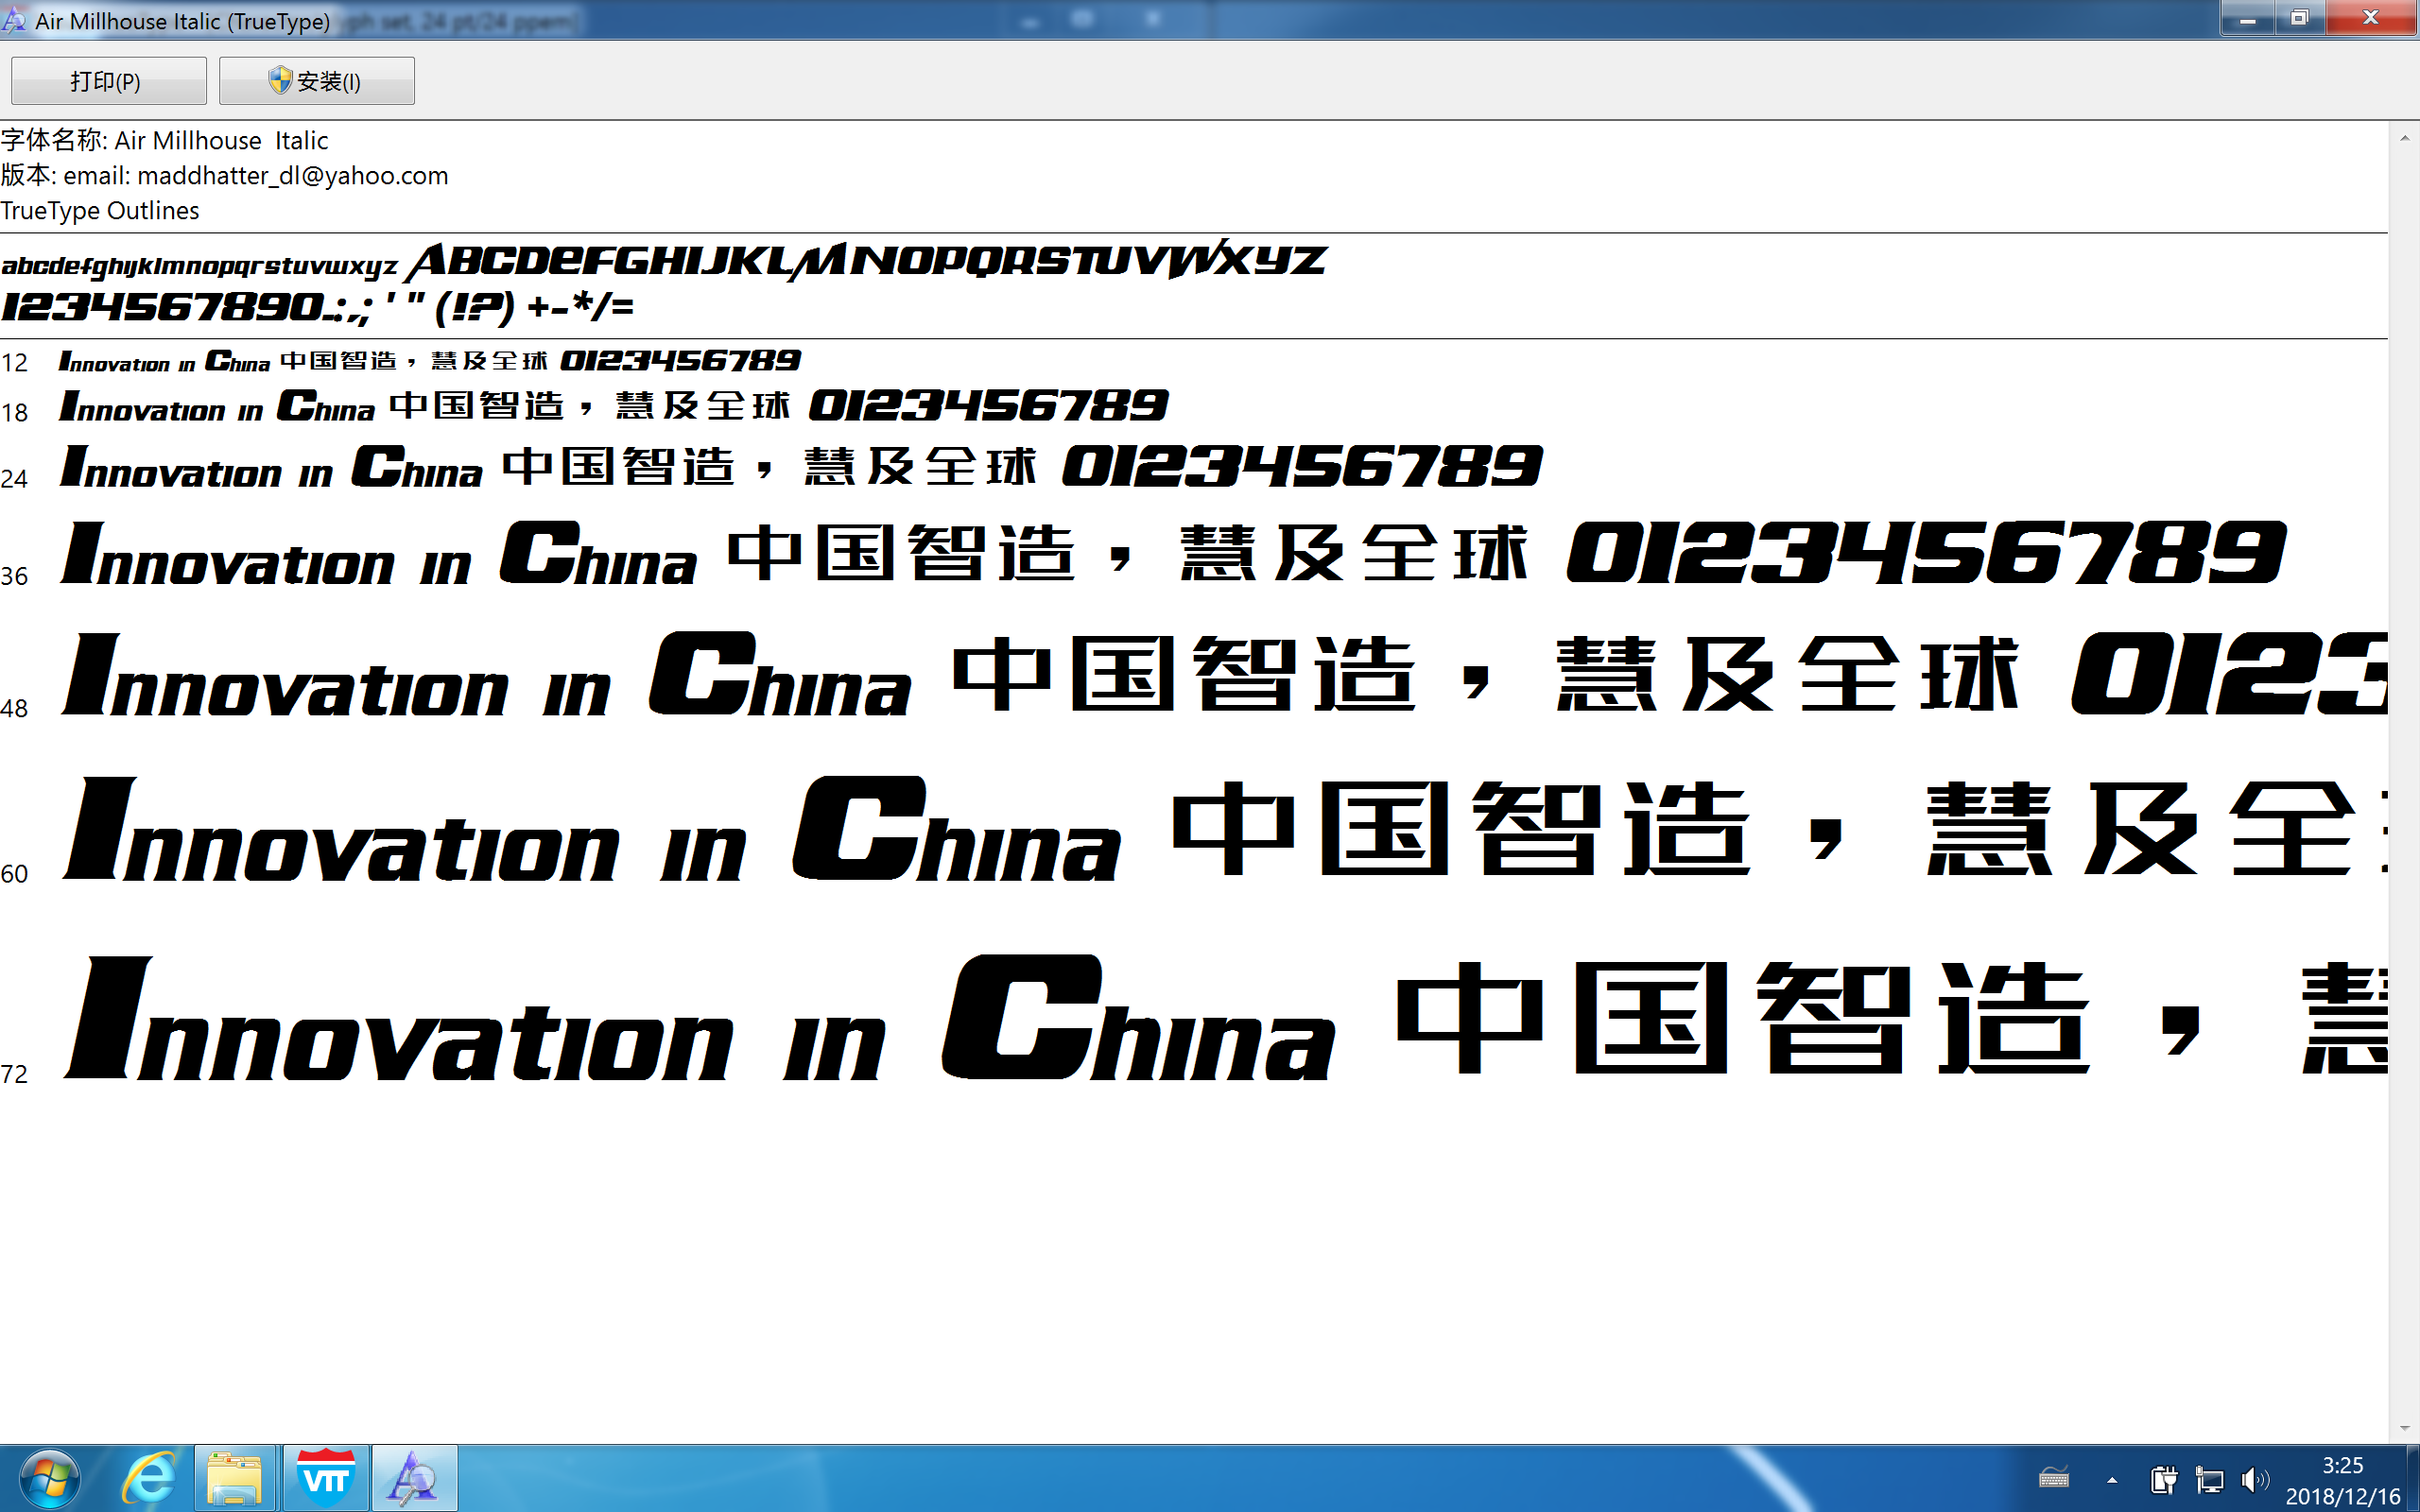 Air Millhouse Italic (TrueType)
打印(P) 安装(I)
字体名称: Air Millhouse  Italic
版本: email: maddhatter_dl@yahoo.com
TrueType Outlines
abcdefghijklmnopqrstuvwxyz ABCDEFGHIJKLMNOPQRSTUVWXYZ
1234567890.:,; ' " (!?) +-*/=
12 Innovation in China 中国智造，慧及全球 0123456789
18 Innovation in China 中国智造，慧及全球 0123456789
24 Innovation in China 中国智造，慧及全球 0123456789
36 Innovation in China 中国智造，慧及全球 0123456789
48 Innovation in China 中国智造，慧及全球 0123
60 Innovation in China 中国智造，慧及全
72 Innovation in China 中国智造，慧
VTT
3:25
2018/12/16